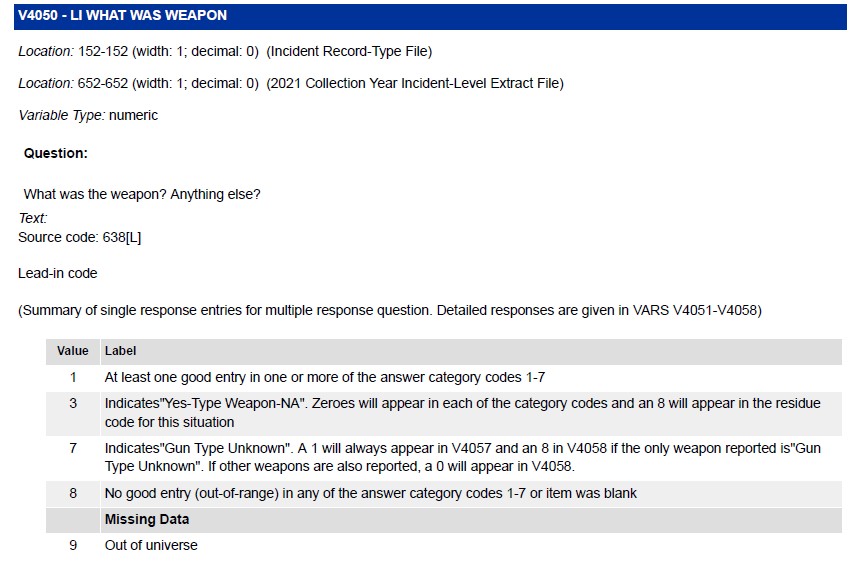 V4050 - LI WHAT WAS WEAPON
Location: 152-152 (width: 1; decimal: 0) (Incident Record-Type File)
Location: 652-652 (width: 1; decimal: 0) (2021 Collection Year Incident-Level Extract File)
Variable Type: numeric
Question:
What was the weapon? Anything else?
Text:
Source code: 638[L]
Lead-in code
(Summary of single response entries for multiple response question. Detailed responses are given in VARS V4051-V4058)
Value Label
1 At least one good entry in one or more of the answer category codes 1-7
3 Indicates"Yes-Type Weapon-NA". Zeroes will appear in each of the category codes and an 8 will appear in the residue
code for this situation
7 Indicates"Gun Type Unknown". A 1 will always appear in V4057 and an 8 in V4058 if the only weapon reported is"Gun
Type Unknown". If other weapons are also reported, a 0 will appear in V4058.
8 No good entry (out-of-range) in any of the answer category codes 1-7 or item was blank
Missing Data
9 Out of universe